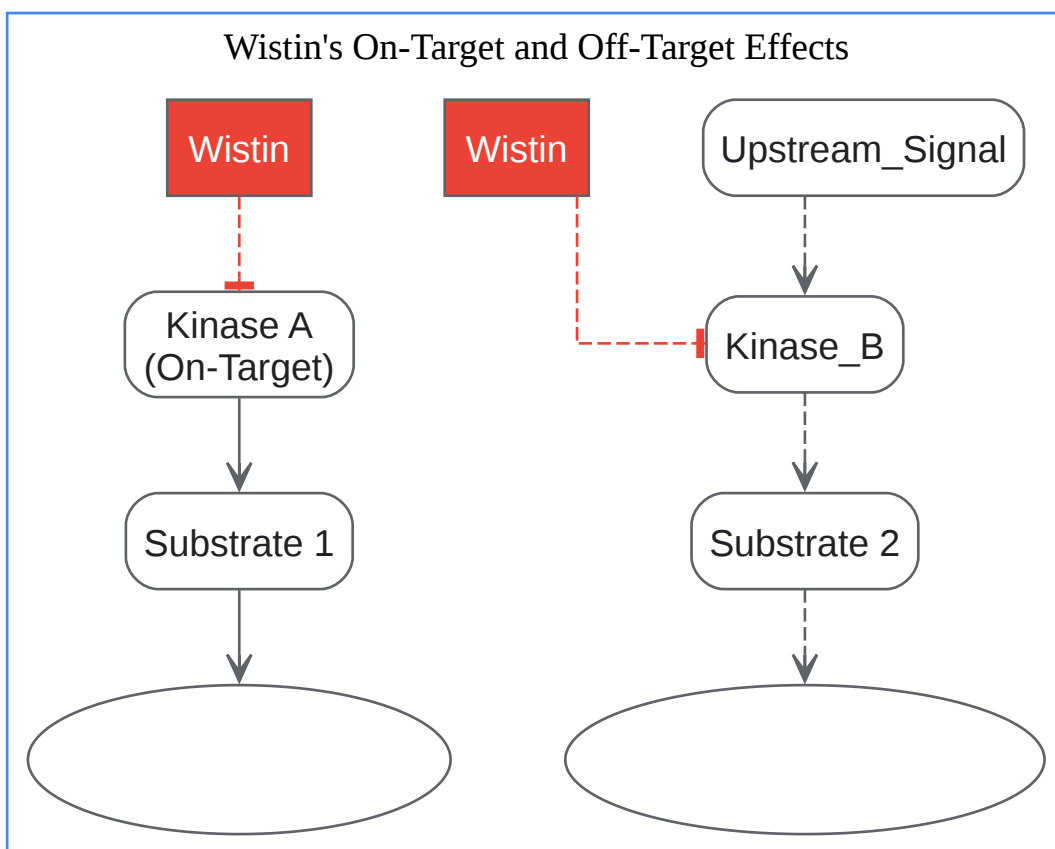 Wistin's On-Target and Off-Target Effects
Wistin
Wistin
Upstream_Signal
Kinase A
(On-Target)
Kinase_B
Substrate 1
Substrate 2